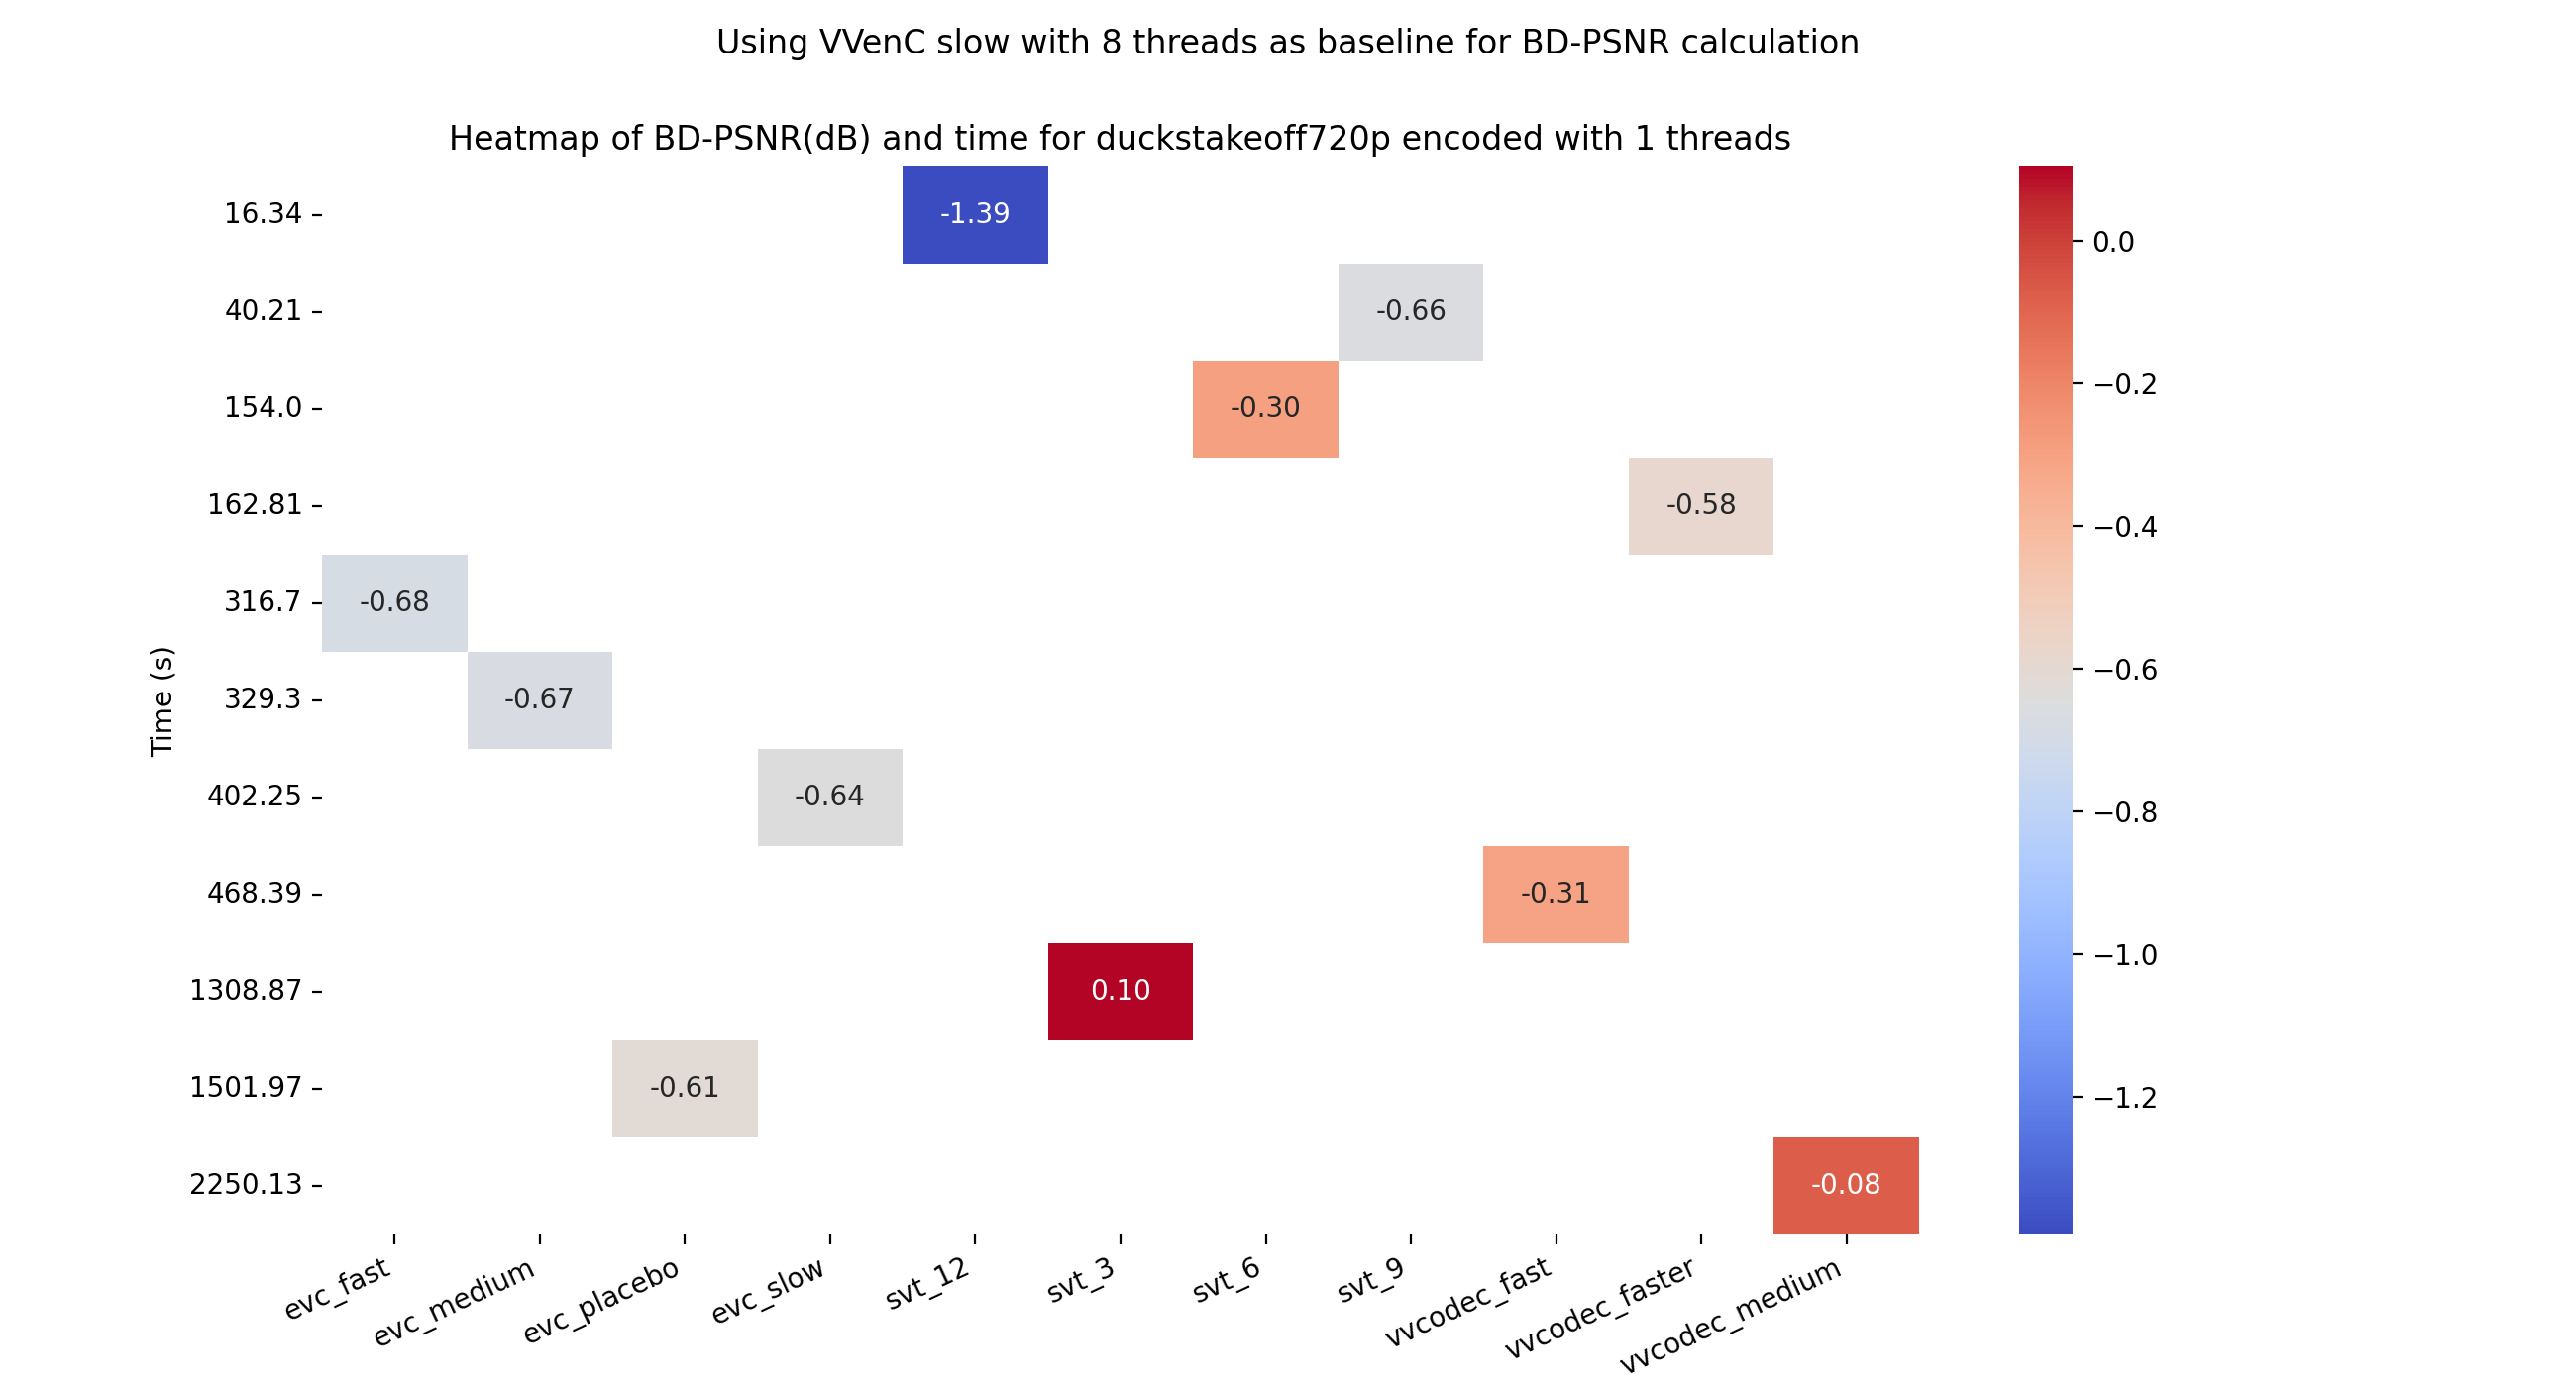 Using VVenC slow with 8 threads as baseline for BD-PSNR calculation
Heatmap of BD-PSNR(dB) and time for duckstakeoff720p encoded with 1 threads
Time (s)
16.34
-1.39
40.21
-0.66
154.0
-0.30
162.81
-0.58
316.7
-0.68
329.3
-0.67
402.25
-0.64
468.39
-0.31
1308.87
0.10
1501.97
-0.61
2250.13
-0.08
evc_fast
evc_medium
evc_placebo
evc_slow
svt_12
svt_3
svt_6
svt_9
vvcodec_fast
vvcodec_faster
vvcodec_medium
0.0
−0.2
−0.4
−0.6
−0.8
−1.0
−1.2